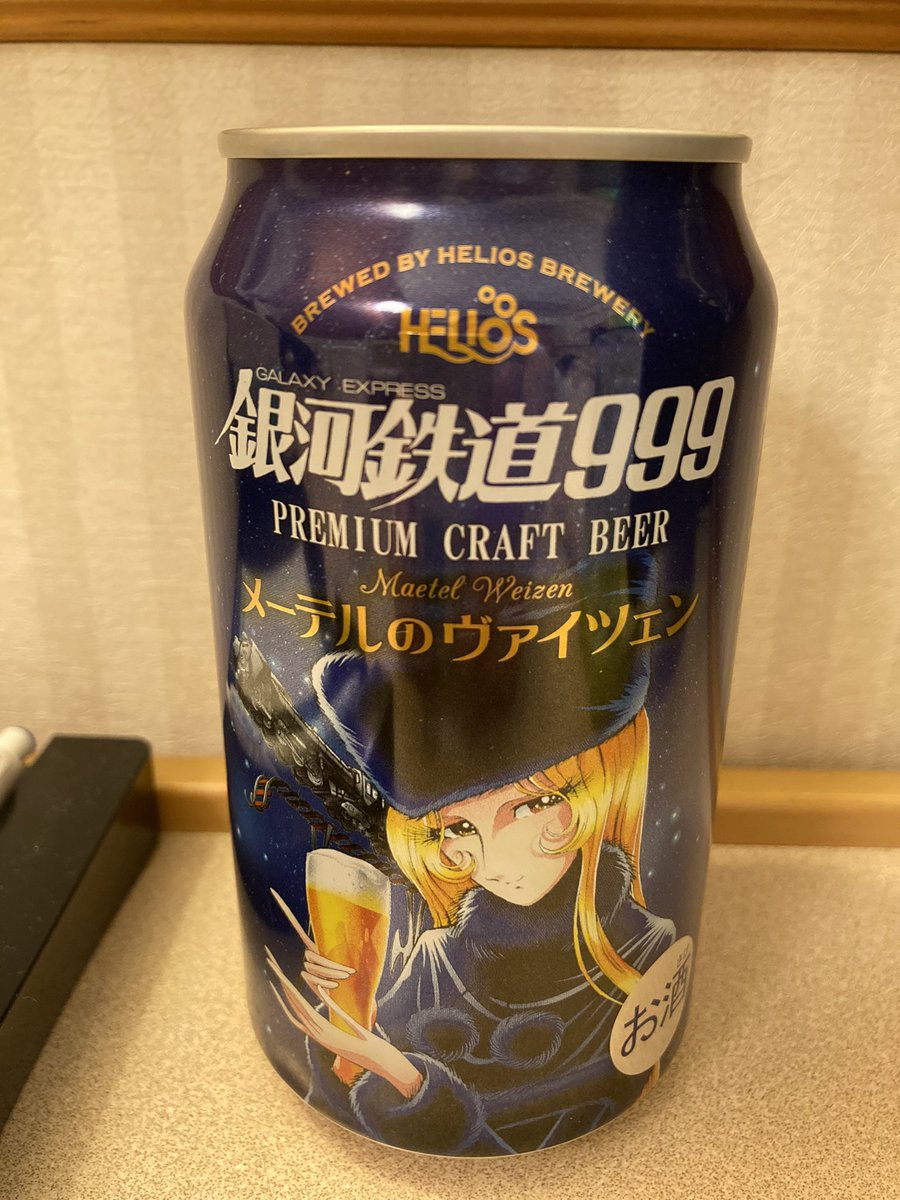 BREWED BY HELIOS BREWERY
HELIOS
GALAXY EXPRESS
銀河鉄道999
PREMIUM CRAFT BEER
Maetel Weizen
メーテルのヴァイツェン
お酒